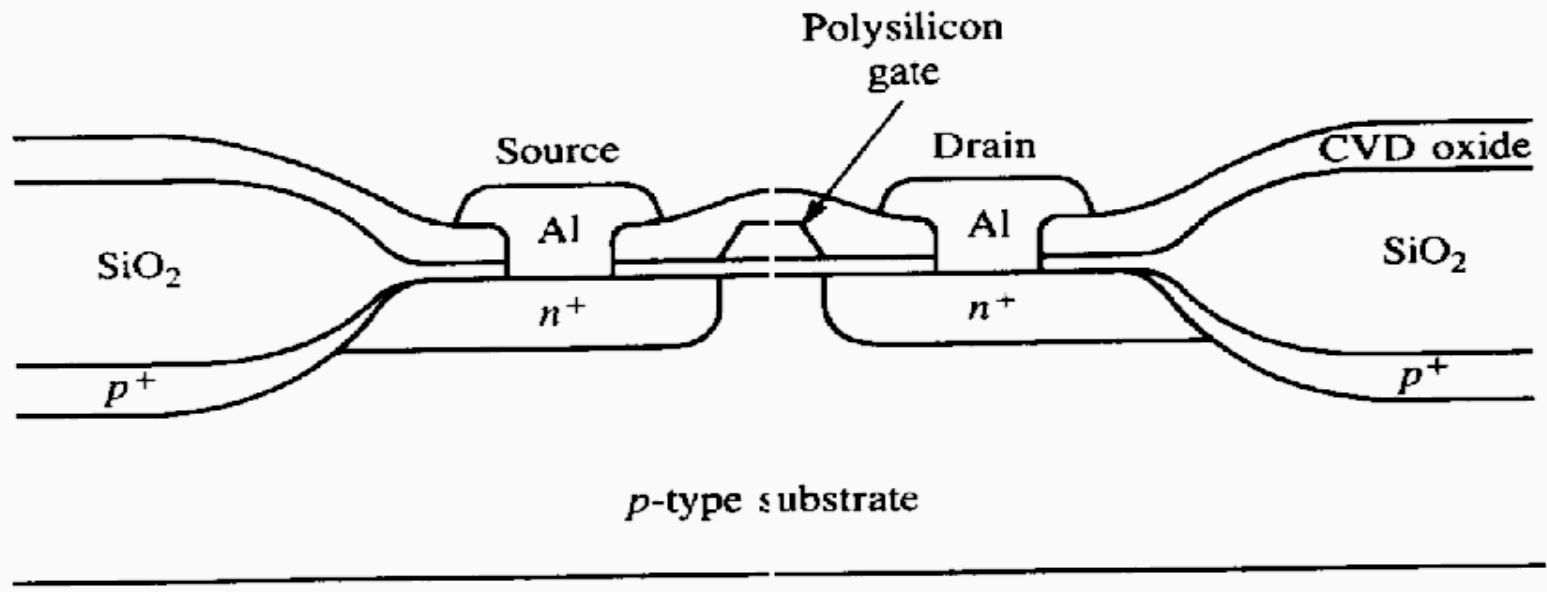 Polysilicon
gate
Source
Drain
CVD oxide
Al
Al
SiO₂
SiO₂
n⁺
n⁺
p⁺
p⁺
p-type substrate